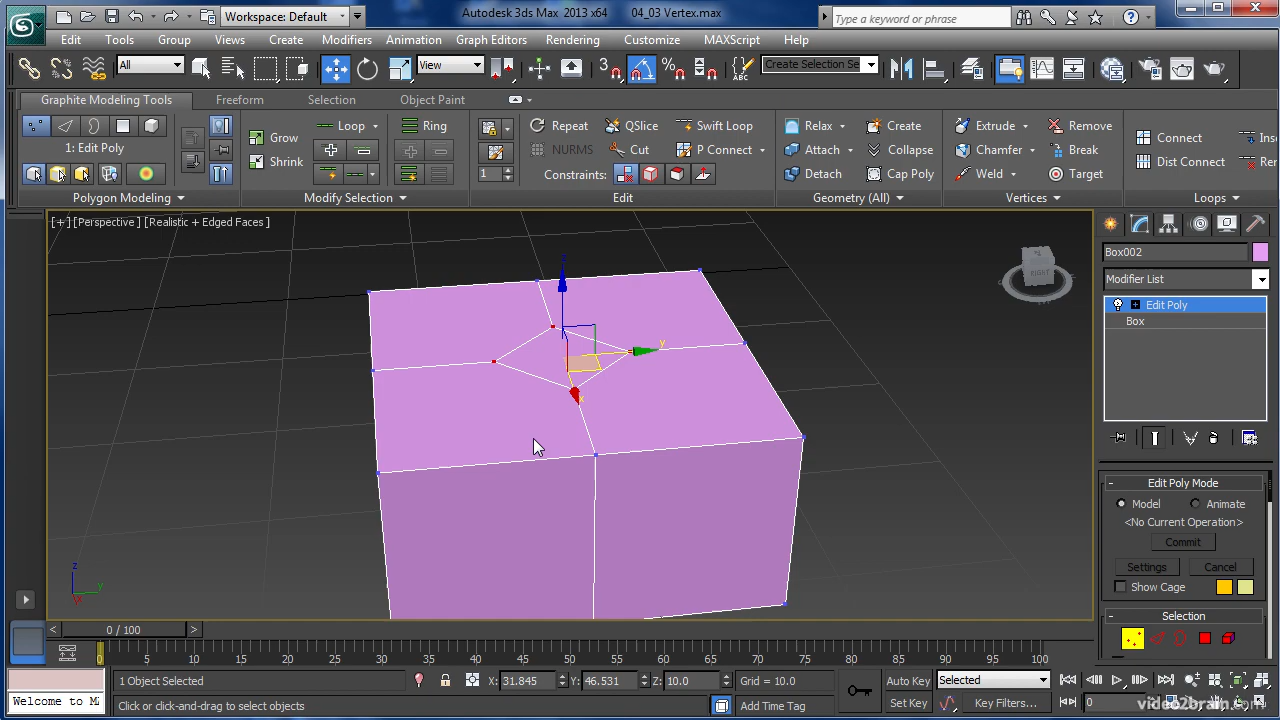 Workspace: Default
Autodesk 3ds Max 2013 x64 04_03 Vertex.max
Type a keyword or phrase
Edit Tools Group Views Create Modifiers Animation Graph Editors Rendering Customize MAXScript Help
All View 3 Create Selection Se
Graphite Modeling Tools Freeform Selection Object Paint
Grow Loop Ring Repeat QSlice Swift Loop Relax Create Extrude Remove Connect Ins
1: Edit Poly Shrink NURMS Cut P Connect Attach Collapse Chamfer Break Dist Connect Re
1 Constraints: Detach Cap Poly Weld Target
Polygon Modeling Modify Selection Edit Geometry (All) Vertices Loops
[+] [Perspective] [Realistic + Edged Faces]
Box002
Modifier List
Edit Poly
Box
z
y
x
RIGHT
- Edit Poly Mode
Model Animate
<No Current Operation>
Commit
Settings Cancel
Show Cage
- Selection
z
y
x
< 0 / 100 >
0 5 10 15 20 25 30 35 40 45 50 55 60 65 70 75 80 85 90 95 100
1 Object Selected X: 31.845 Y: 46.531 Z: 10.0 Grid = 10.0 Auto Key Selected
Welcome to MA Click or click-and-drag to select objects Add Time Tag Set Key Key Filters... 0
video2brain.com